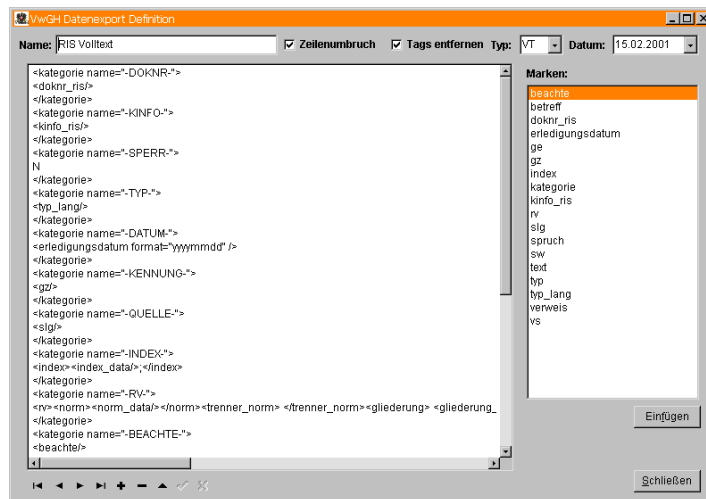 VwGH Datenexport Definition
Name: RIS Volltext Zeilenumbruch Tags entfernen Typ: VT Datum: 15.02.2001
<kategorie name="-DOKNR-">
<doknr_ris/>
</kategorie>
<kategorie name="-KINFO-">
<kinfo_ris/>
</kategorie>
<kategorie name="-SPERR-">
N
</kategorie>
<kategorie name="-TYP-">
<typ_lang/>
</kategorie>
<kategorie name="-DATUM-">
<erledigungsdatum format="yyyymmdd" />
</kategorie>
<kategorie name="-KENNUNG-">
<gz/>
</kategorie>
<kategorie name="-QUELLE-">
<slg/>
</kategorie>
<kategorie name="-INDEX-">
<index><index_data/>;</index>
</kategorie>
<kategorie name="-RV-">
<rv><norm><norm_data/></norm><trenner_norm> </trenner_norm><gliederung> <gliederung_
</kategorie>
<kategorie name="-BEACHTE-">
<beachte/>
Marken:
beachte
betreff
doknr_ris
erledigungsdatum
ge
gz
index
kategorie
kinfo_ris
rv
slg
spruch
sw
text
typ
typ_lang
verweis
vs
Einfügen
Schließen